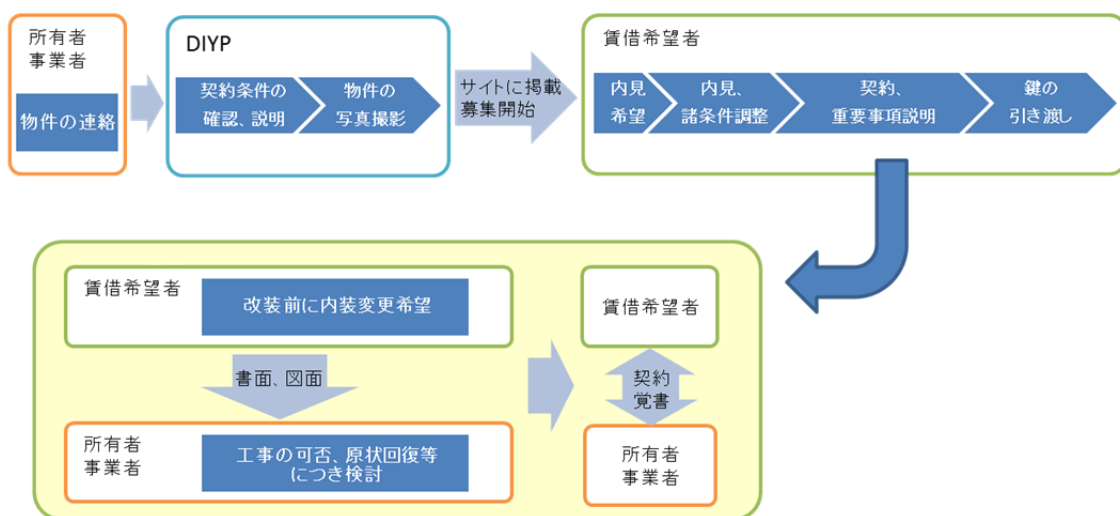 所有者
事業者
物件の連絡
DIYP
契約条件の
確認、説明
物件の
写真撮影
サイトに掲載
募集開始
賃借希望者
内見
希望
内見、
諸条件調整
契約、
重要事項説明
鍵の
引き渡し
賃借希望者
改装前に内装変更希望
書面、図面
所有者
事業者
工事の可否、原状回復等
につき検討
賃借希望者
契約
覚書
所有者
事業者